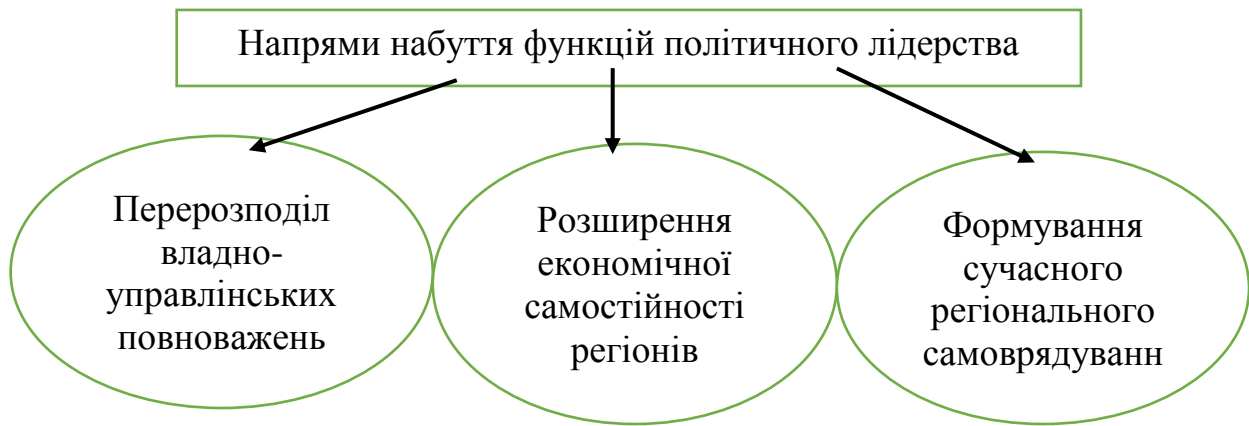 Напрями набуття функцій політичного лідерства
Перерозподіл
владно-
управлінських
повноважень
Розширення
економічної
самостійності
регіонів
Формування
сучасного
регіонального
самоврядуванн